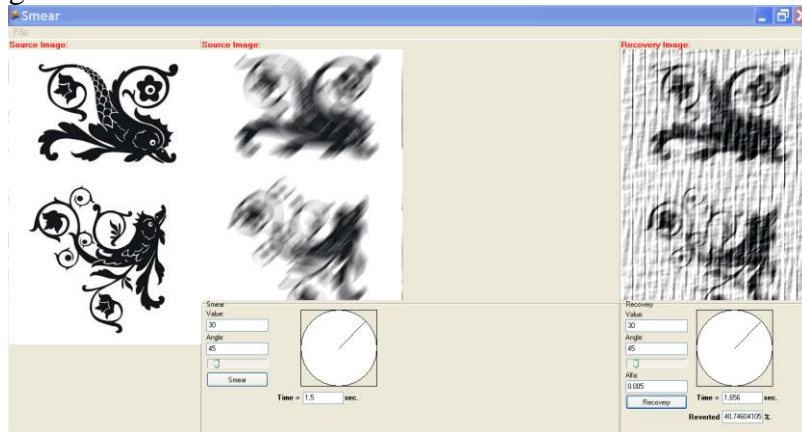 Smear
File
Source Image:
Source Image:
Recovery Image:
Smear
Value:
30
Angle:
45
Smear
Time = 1,5 sec.
Recovery
Value:
30
Angle:
45
Alfa:
0.005
Recovery
Time = 1,656 sec.
Reverted 40,74604105 %.